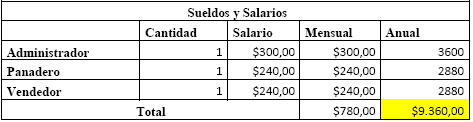 Sueldos y Salarios
Cantidad Salario Mensual Anual
Administrador 1 $300,00 $300,00 3600
Panadero 1 $240,00 $240,00 2880
Vendedor 1 $240,00 $240,00 2880
Total $780,00 $9.360,00